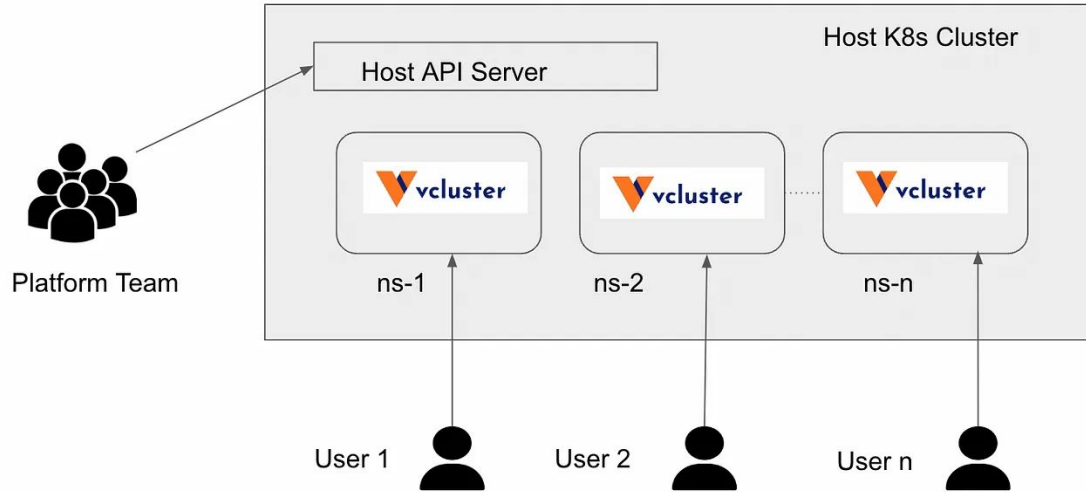 Host K8s Cluster
Host API Server
vcluster
vcluster
vcluster
Platform Team
ns-1
ns-2
ns-n
User 1
User 2
User n